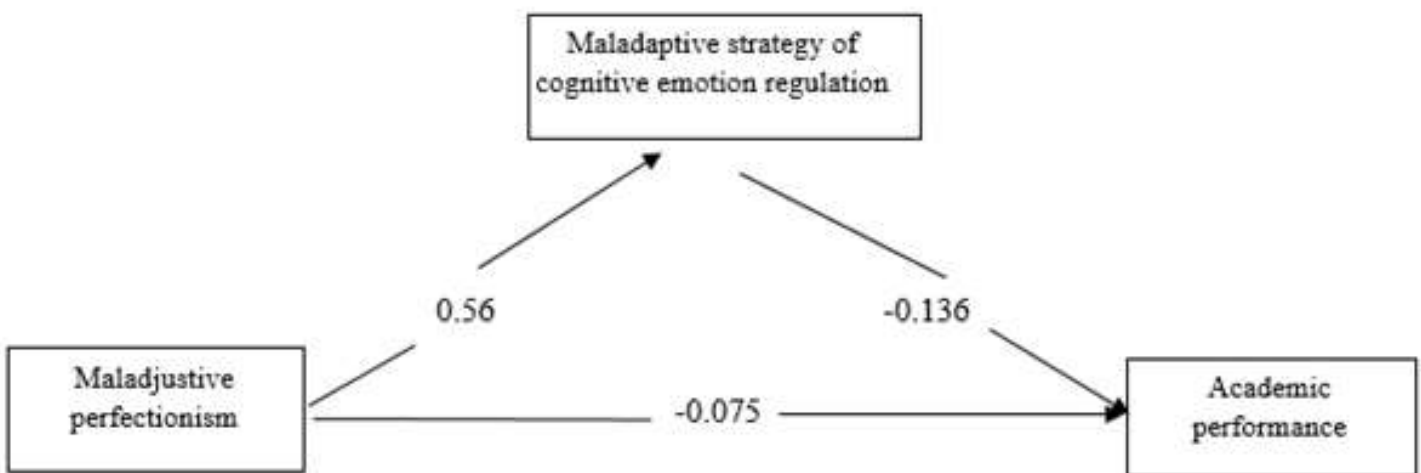 Maladaptive strategy of
cognitive emotion regulation
0.56
-0.136
Maladjustive
perfectionism
-0.075
Academic
performance